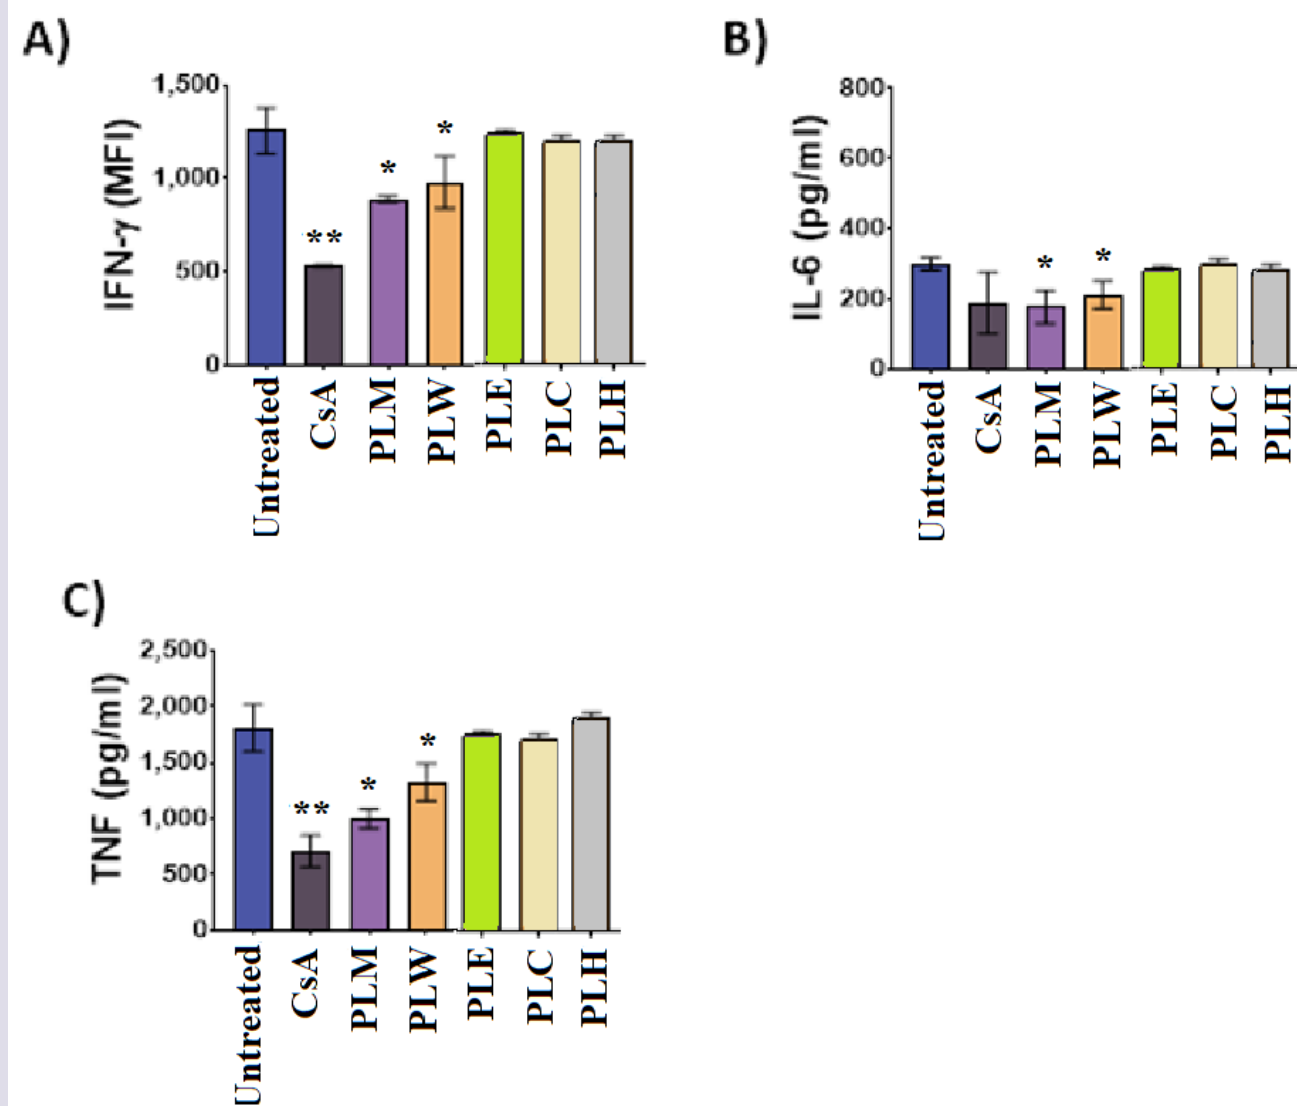 A)
IFN-γ (MFI)
1,500
1,000
500
0
**
*
*
Untreated
CsA
PLM
PLW
PLE
PLC
PLH
B)
IL-6 (pg/ml)
800
600
400
200
0
*
*
Untreated
CsA
PLM
PLW
PLE
PLC
PLH
C)
TNF (pg/ml)
2,500
2,000
1,500
1,000
500
0
**
*
*
Untreated
CsA
PLM
PLW
PLE
PLC
PLH